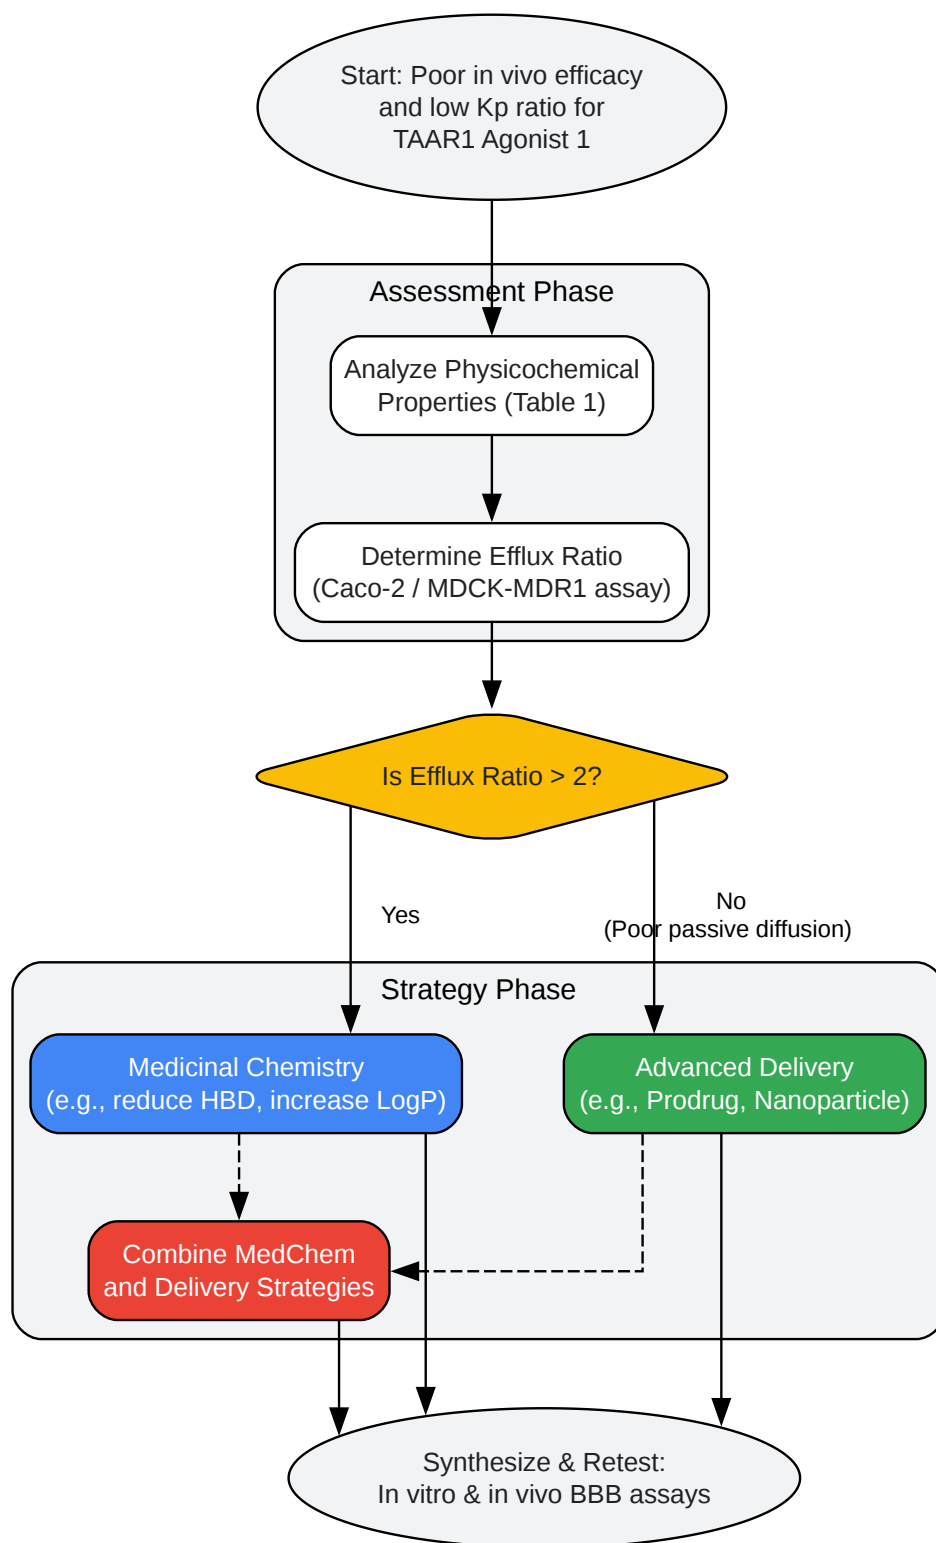 Start: Poor in vivo efficacy
and low Kp ratio for
TAAR1 Agonist 1
Assessment Phase
Analyze Physicochemical
Properties (Table 1)
Determine Efflux Ratio
(Caco-2 / MDCK-MDR1 assay)
Is Efflux Ratio > 2?
Yes
No
(Poor passive diffusion)
Strategy Phase
Medicinal Chemistry
(e.g., reduce HBD, increase LogP)
Advanced Delivery
(e.g., Prodrug, Nanoparticle)
Combine MedChem
and Delivery Strategies
Synthesize & Retest:
In vitro & in vivo BBB assays